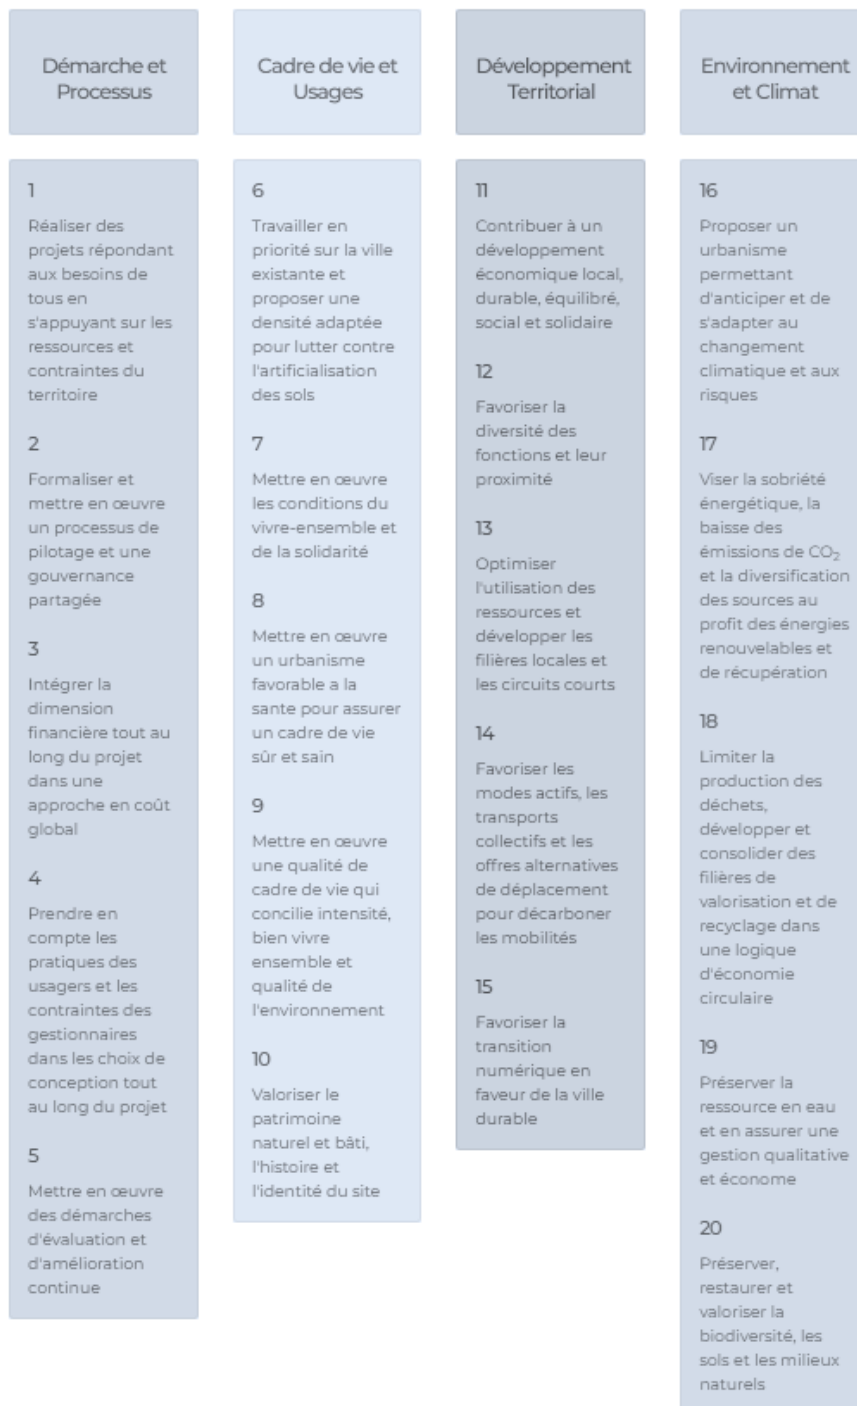 Démarche et
Processus
1
Réaliser des
projets répondant
aux besoins de
tous en
s'appuyant sur les
ressources et
contraintes du
territoire
2
Formaliser et
mettre en œuvre
un processus de
pilotage et une
gouvernance
partagée
3
Intégrer la
dimension
financière tout au
long du projet
dans une
approche en coût
global
4
Prendre en
compte les
pratiques des
usagers et les
contraintes des
gestionnaires
dans les choix de
conception tout
au long du projet
5
Mettre en œuvre
des démarches
d'évaluation et
d'amélioration
continue
Cadre de vie et
Usages
6
Travailler en
priorité sur la ville
existante et
proposer une
densité adaptée
pour lutter contre
l'artificialisation
des sols
7
Mettre en œuvre
les conditions du
vivre-ensemble et
de la solidarité
8
Mettre en œuvre
un urbanisme
favorable a la
sante pour assurer
un cadre de vie
sûr et sain
9
Mettre en œuvre
une qualité de
cadre de vie qui
concilie intensité,
bien vivre
ensemble et
qualité de
l'environnement
10
Valoriser le
patrimoine
naturel et bâti,
l'histoire et
l'identité du site
Développement
Territorial
11
Contribuer à un
développement
économique local,
durable, équilibré,
social et solidaire
12
Favoriser la
diversité des
fonctions et leur
proximité
13
Optimiser
l'utilisation des
ressources et
développer les
filières locales et
les circuits courts
14
Favoriser les
modes actifs, les
transports
collectifs et les
offres alternatives
de déplacement
pour décarboner
les mobilités
15
Favoriser la
transition
numérique en
faveur de la ville
durable
Environnement
et Climat
16
Proposer un
urbanisme
permettant
d'anticiper et de
s'adapter au
changement
climatique et aux
risques
17
Viser la sobriété
énergétique, la
baisse des
émissions de CO₂
et la diversification
des sources au
profit des énergies
renouvelables et
de récupération
18
Limiter la
production des
déchets,
développer et
consolider des
filières de
valorisation et de
recyclage dans
une logique
d'économie
circulaire
19
Préserver la
ressource en eau
et en assurer une
gestion qualitative
et économe
20
Préserver,
restaurer et
valoriser la
biodiversité, les
sols et les milieux
naturels